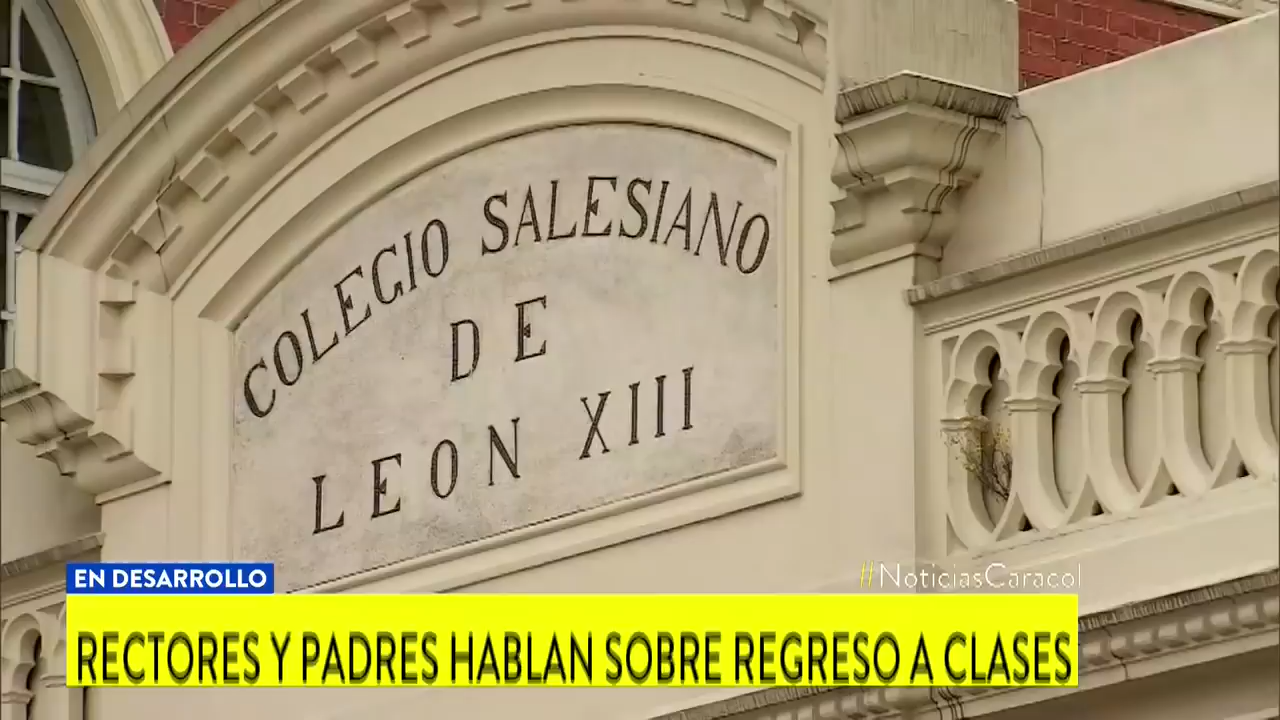 COLEGIO SALESIANO
DE
LEON XIII
EN DESARROLLO
#NoticiasCaracol
RECTORES Y PADRES HABLAN SOBRE REGRESO A CLASES